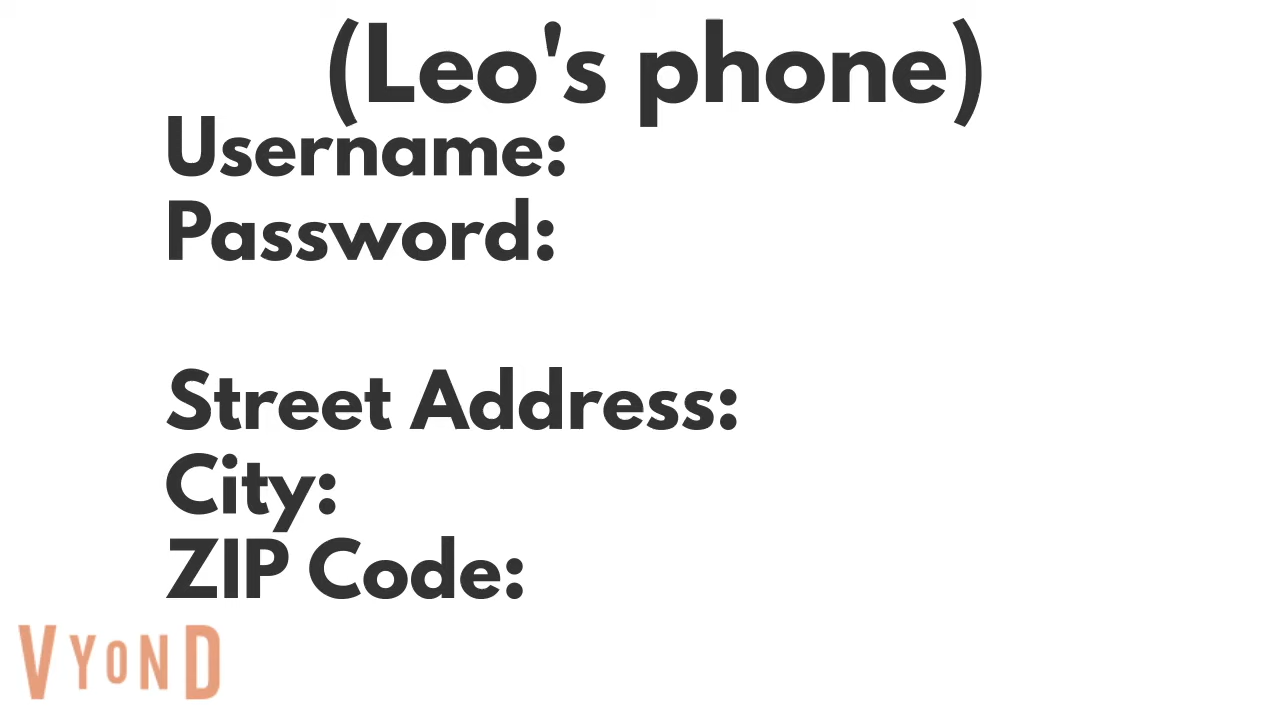 (Leo's phone)
Username:
Password:
Street Address:
City:
ZIP Code:
VYOND